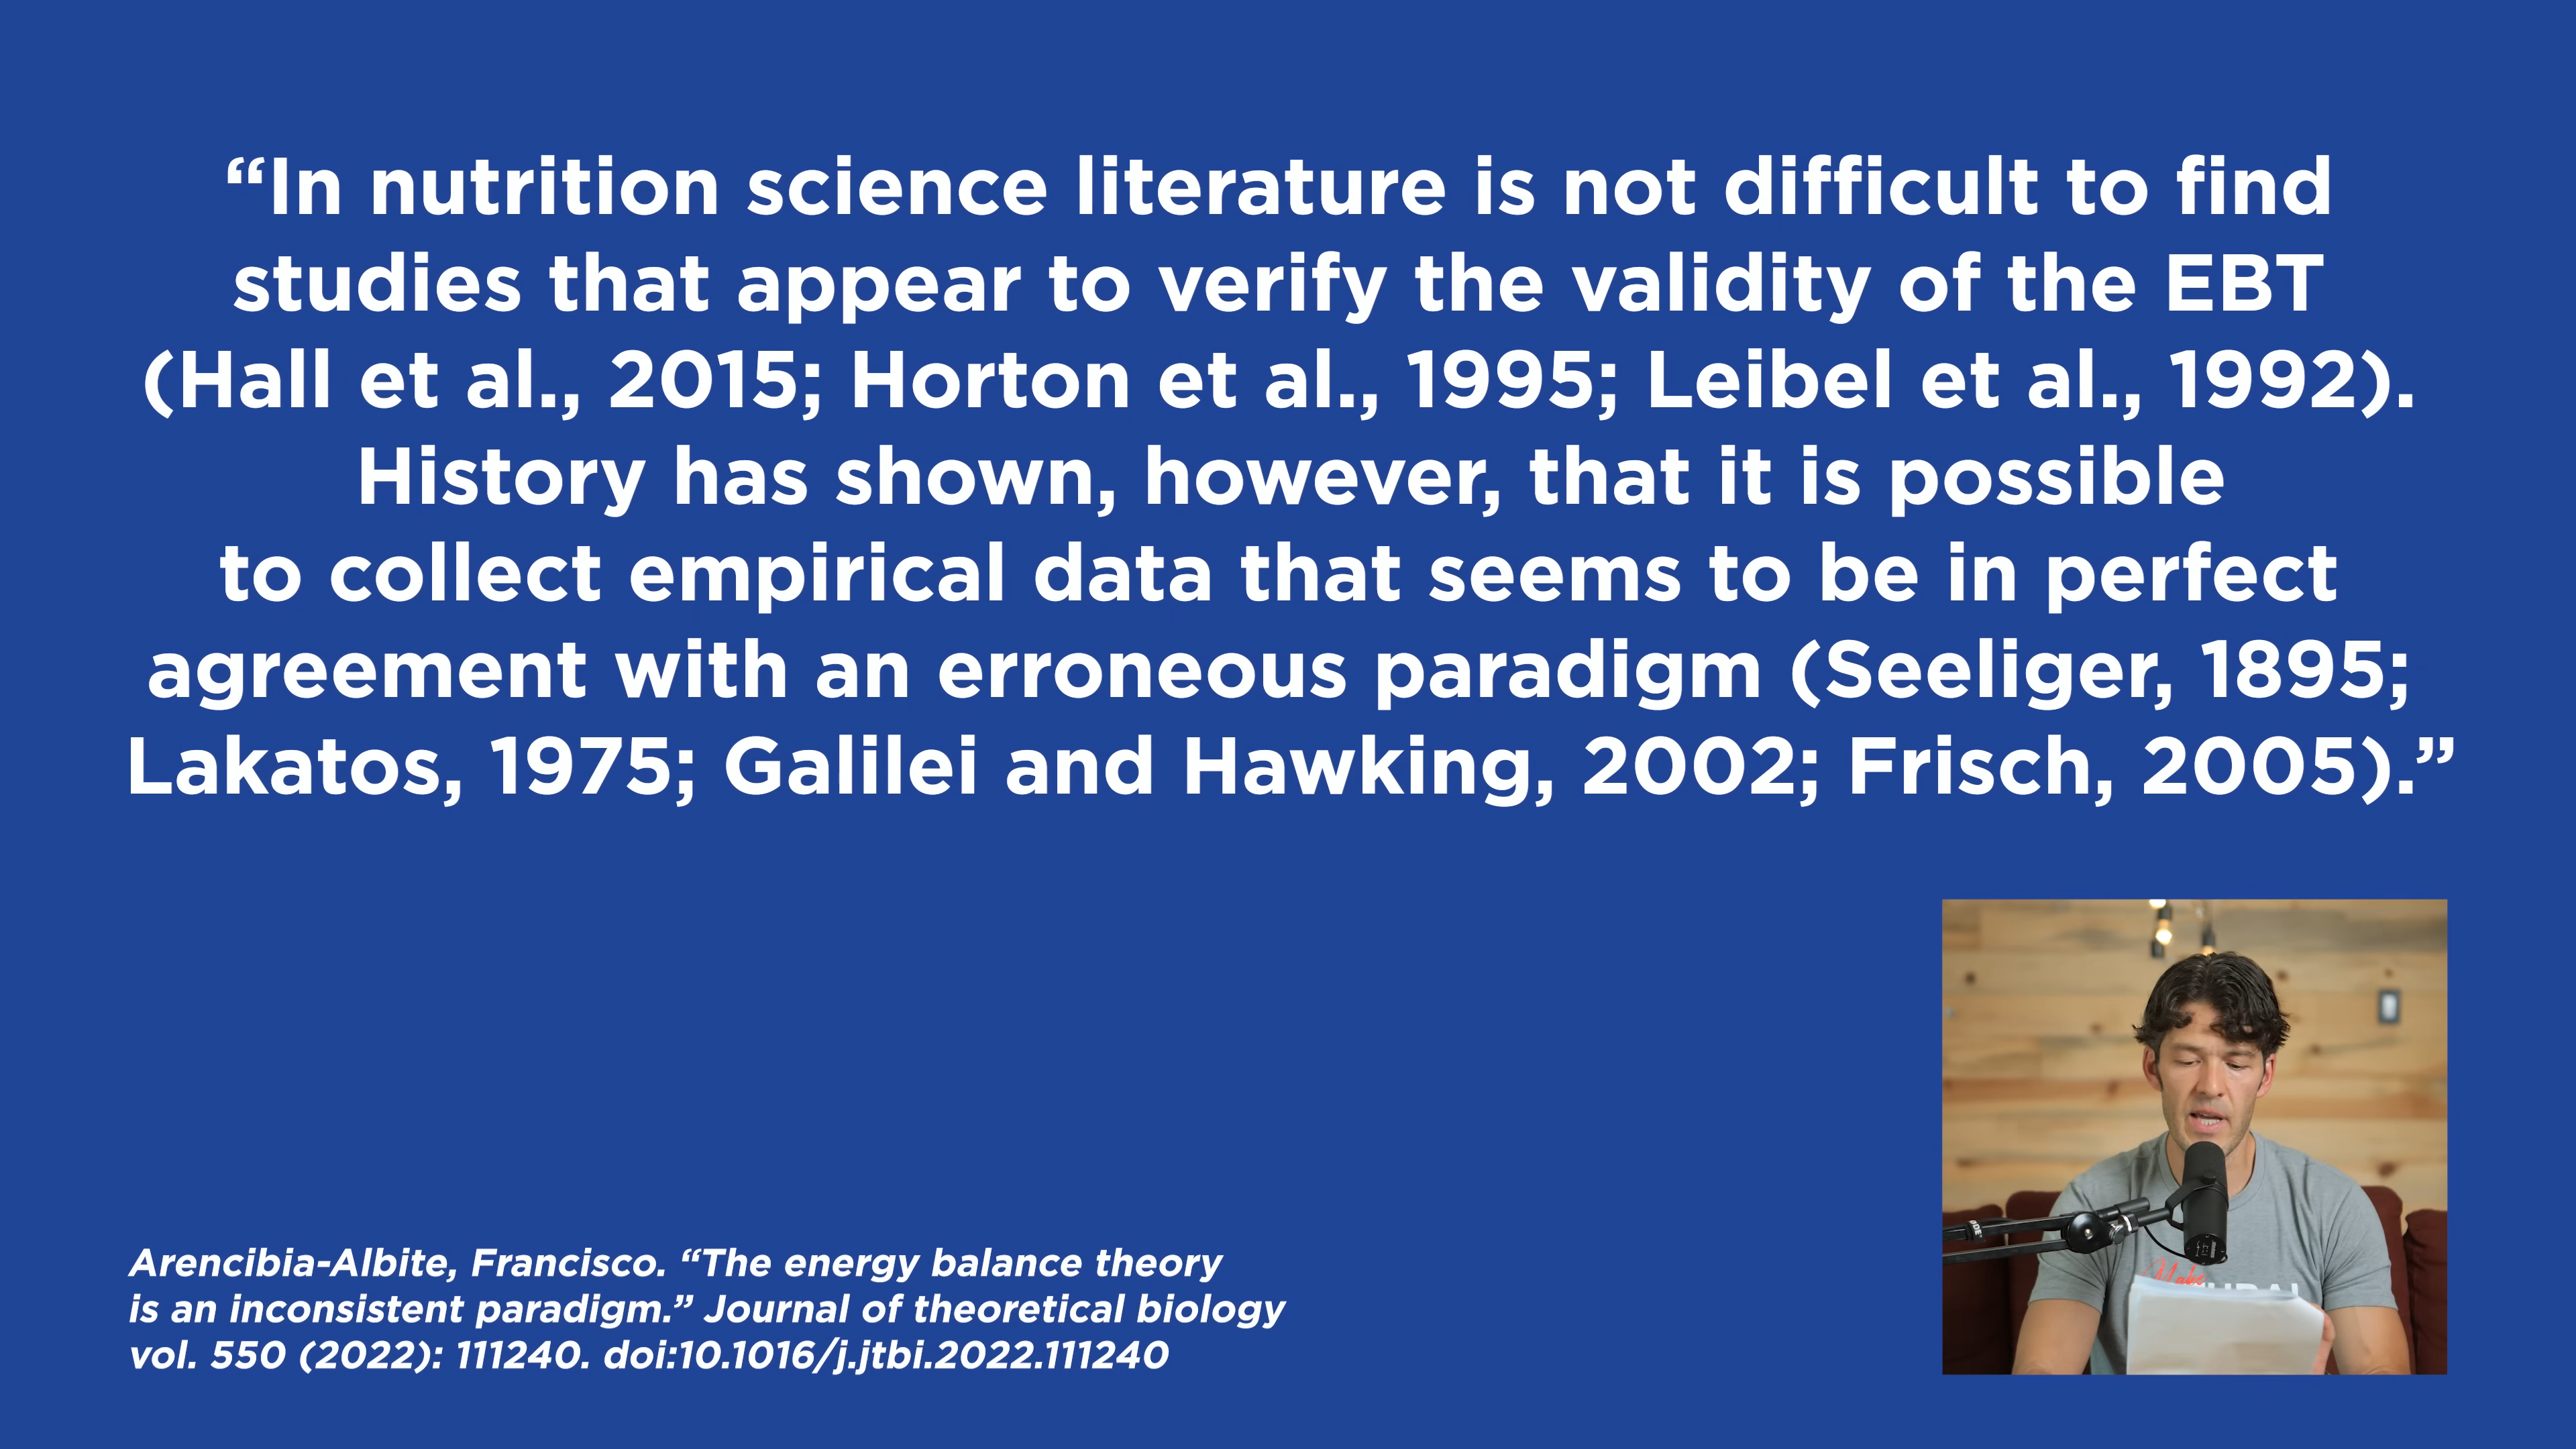 “In nutrition science literature is not difficult to find
studies that appear to verify the validity of the EBT
(Hall et al., 2015; Horton et al., 1995; Leibel et al., 1992).
History has shown, however, that it is possible
to collect empirical data that seems to be in perfect
agreement with an erroneous paradigm (Seeliger, 1895;
Lakatos, 1975; Galilei and Hawking, 2002; Frisch, 2005).”
Arencibia-Albite, Francisco. “The energy balance theory
is an inconsistent paradigm.” Journal of theoretical biology
vol. 550 (2022): 111240. doi:10.1016/j.jtbi.2022.111240
Make